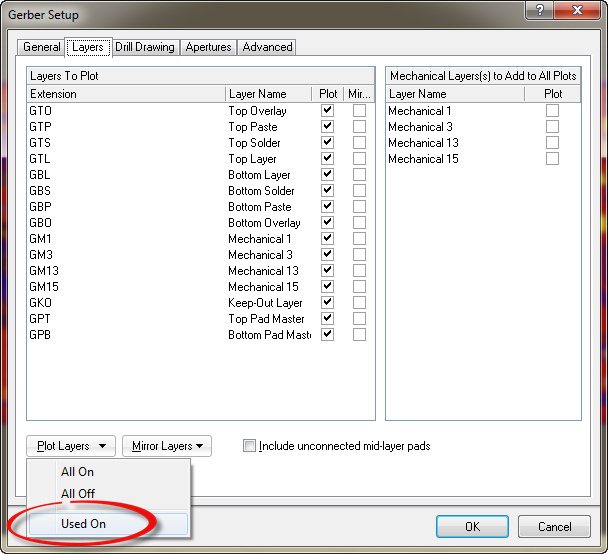 Gerber Setup
General Layers Drill Drawing Apertures Advanced
Layers To Plot
Extension Layer Name Plot Mir...
GTO Top Overlay
GTP Top Paste
GTS Top Solder
GTL Top Layer
GBL Bottom Layer
GBS Bottom Solder
GBP Bottom Paste
GBO Bottom Overlay
GM1 Mechanical 1
GM3 Mechanical 3
GM13 Mechanical 13
GM15 Mechanical 15
GKO Keep-Out Layer
GPT Top Pad Master
GPB Bottom Pad Maste
Mechanical Layers(s) to Add to All Plots
Layer Name Plot
Mechanical 1
Mechanical 3
Mechanical 13
Mechanical 15
Plot Layers Mirror Layers Include unconnected mid-layer pads
All On
All Off
Used On
OK Cancel